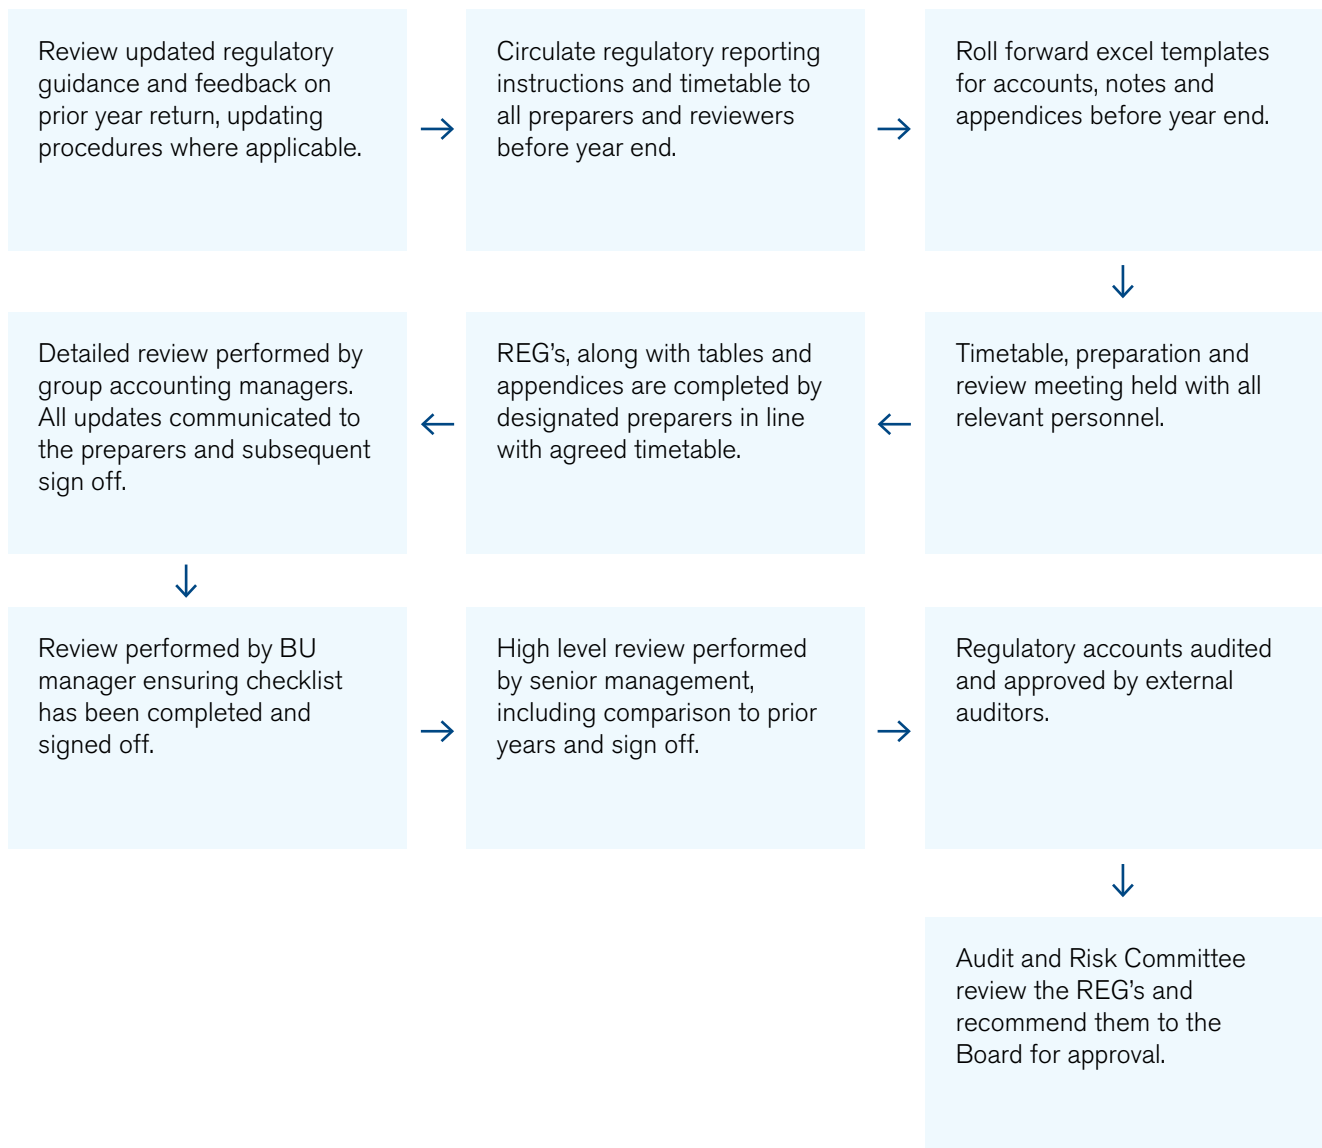 Review updated regulatory
guidance and feedback on
prior year return, updating
procedures where applicable.
Circulate regulatory reporting
instructions and timetable to
all preparers and reviewers
before year end.
Roll forward excel templates
for accounts, notes and
appendices before year end.
Timetable, preparation and
review meeting held with all
relevant personnel.
REG's, along with tables and
appendices are completed by
designated preparers in line
with agreed timetable.
Detailed review performed by
group accounting managers.
All updates communicated to
the preparers and subsequent
sign off.
Review performed by BU
manager ensuring checklist
has been completed and
signed off.
High level review performed
by senior management,
including comparison to prior
years and sign off.
Regulatory accounts audited
and approved by external
auditors.
Audit and Risk Committee
review the REG's and
recommend them to the
Board for approval.